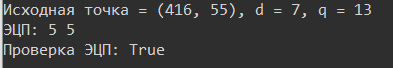 Исходная точка = (416, 55), d = 7, q = 13
ЭЦП: 5 5
Проверка ЭЦП: True